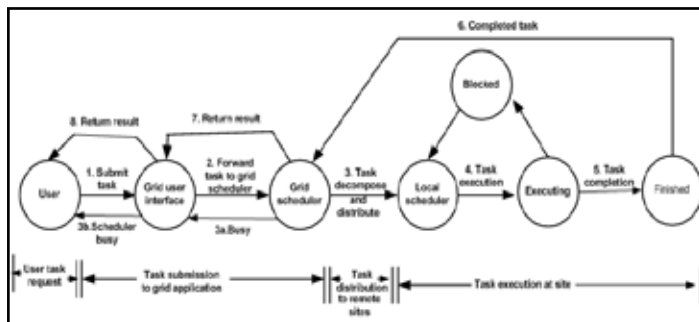 6. Completed task
Blocked
8. Return result
7. Return result
1. Submit
task
2. Forward
task to grid
scheduler
3. Task
decompose
and
distribute
4. Task
execution
5. Task
completion
User
Grid user
interface
Grid
scheduler
Local
scheduler
Executing
Finished
3b.Scheduler
busy
3a.Busy
User task
request
Task submission
to grid application
Task
distribution
to remote
sites
Task execution at site